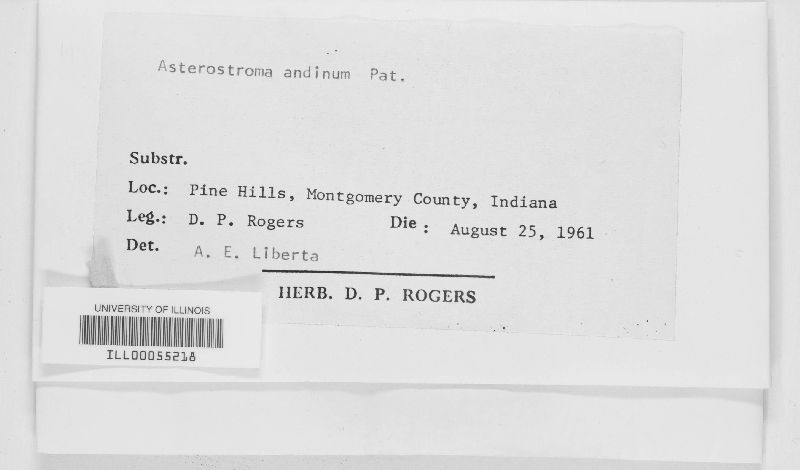 Asterostroma andinum Pat.
Substr.
Loc.: Pine Hills, Montgomery County, Indiana
Leg.: D. P. Rogers Die: August 25, 1961
Det. A. E. Liberta
HERB. D. P. ROGERS
UNIVERSITY OF ILLINOIS
ILL00055218